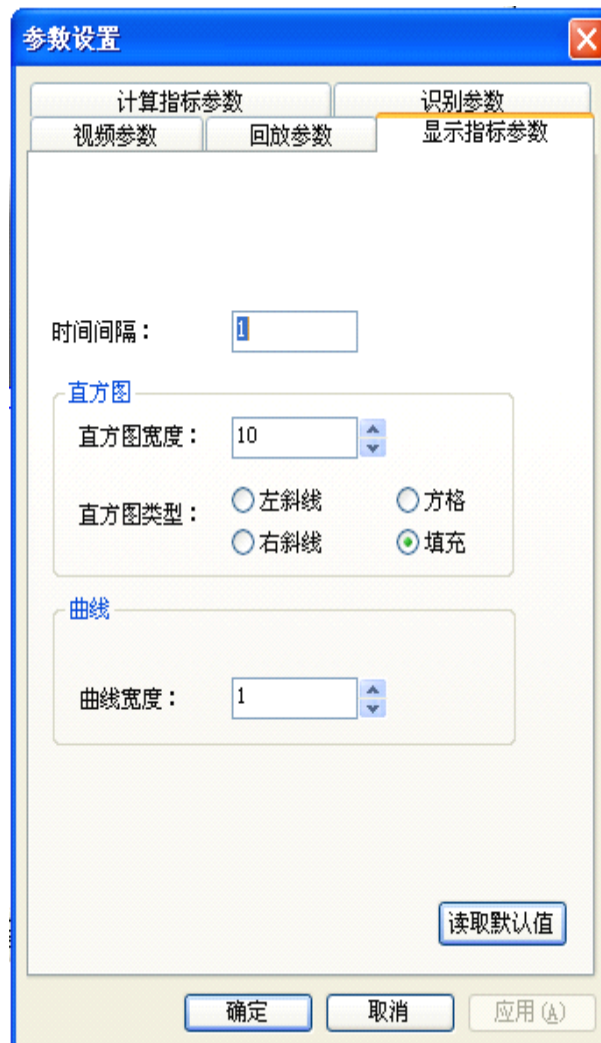 参数设置
计算指标参数 识别参数
视频参数 回放参数 显示指标参数
时间间隔： 1
直方图
直方图宽度： 10
直方图类型： 左斜线 方格
右斜线 填充
曲线
曲线宽度： 1
读取默认值
确定 取消 应用(A)